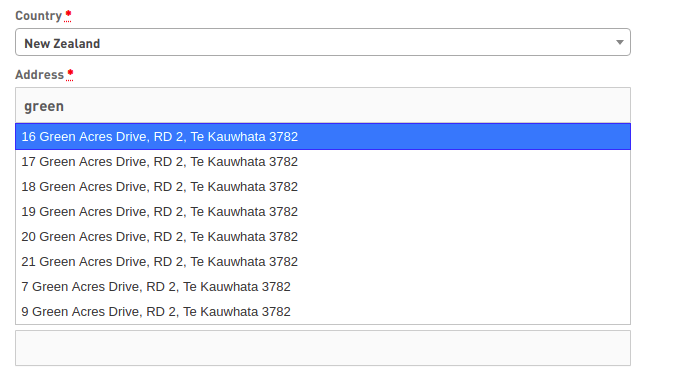 Country *
New Zealand
Address *
green
16 Green Acres Drive, RD 2, Te Kauwhata 3782
17 Green Acres Drive, RD 2, Te Kauwhata 3782
18 Green Acres Drive, RD 2, Te Kauwhata 3782
19 Green Acres Drive, RD 2, Te Kauwhata 3782
20 Green Acres Drive, RD 2, Te Kauwhata 3782
21 Green Acres Drive, RD 2, Te Kauwhata 3782
7 Green Acres Drive, RD 2, Te Kauwhata 3782
9 Green Acres Drive, RD 2, Te Kauwhata 3782